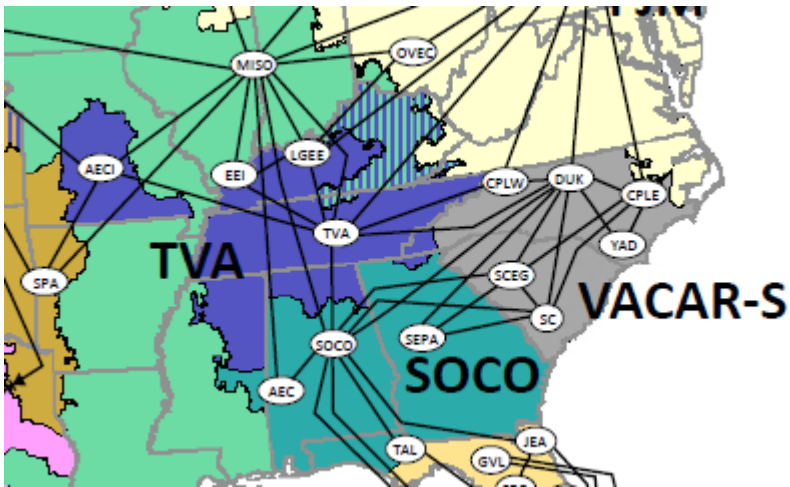 PJM
OVEC
MISO
AECI
EEI
LGEE
CPLW
DUK
CPLE
TVA
TVA
YAD
SPA
SCEG
VACAR-S
SC
SOCO
SEPA
SOCO
AEC
TAL
JEA
GVL